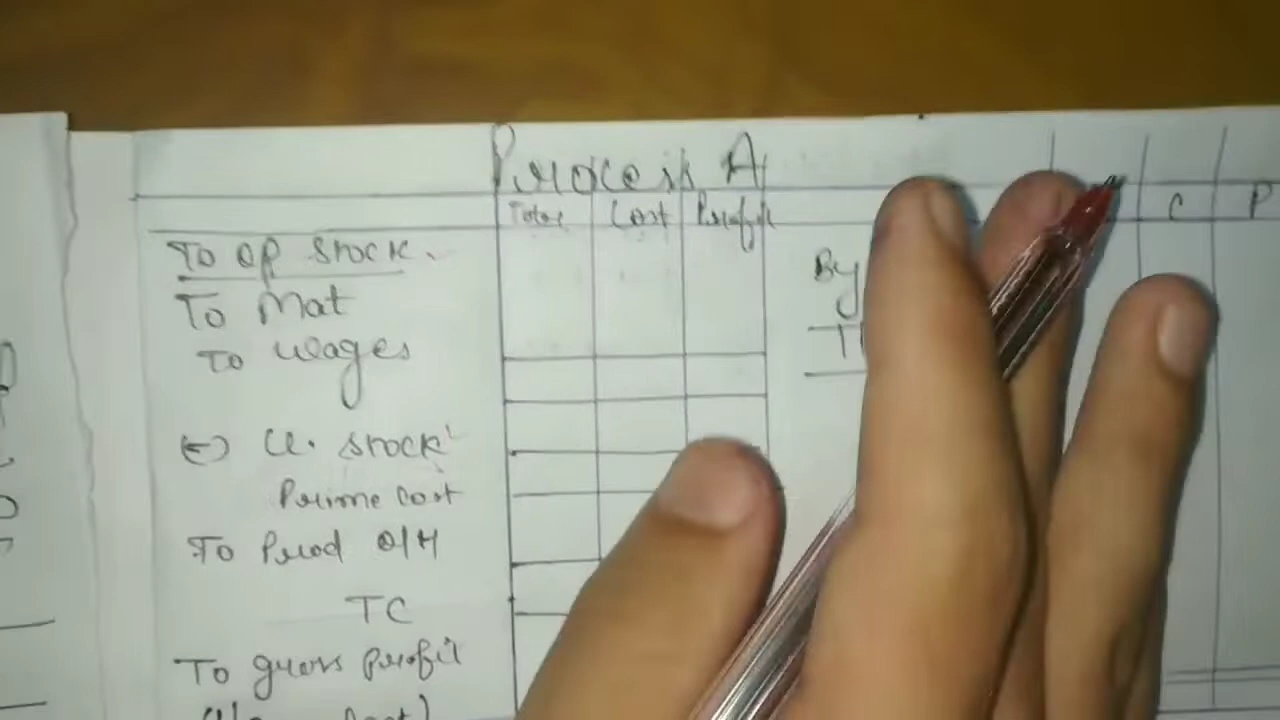 Process A
Total Cost Profit C P
To op stock.
To Mat
To wages
By
(-) Cl. stock
Prime cost
To Prod O/H
TC
To gross profit